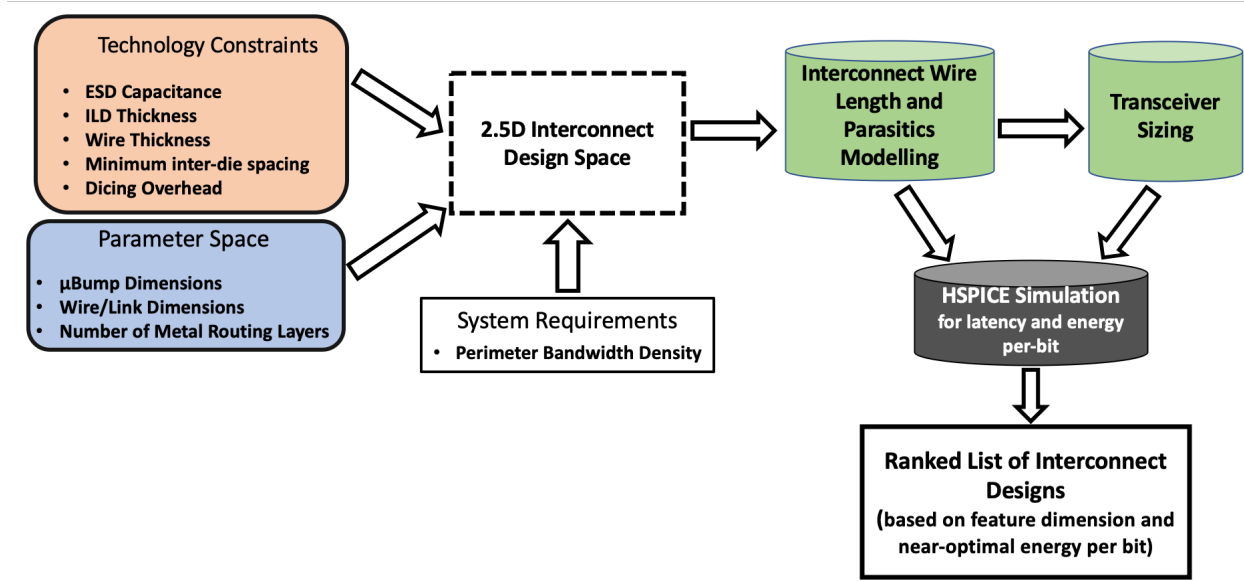 Technology Constraints
• ESD Capacitance
• ILD Thickness
• Wire Thickness
• Minimum inter-die spacing
• Dicing Overhead
Parameter Space
• µBump Dimensions
• Wire/Link Dimensions
• Number of Metal Routing Layers
2.5D Interconnect
Design Space
System Requirements
• Perimeter Bandwidth Density
Interconnect Wire
Length and
Parasitics
Modelling
Transceiver
Sizing
HSPICE Simulation
for latency and energy
per-bit
Ranked List of Interconnect
Designs
(based on feature dimension and
near-optimal energy per bit)